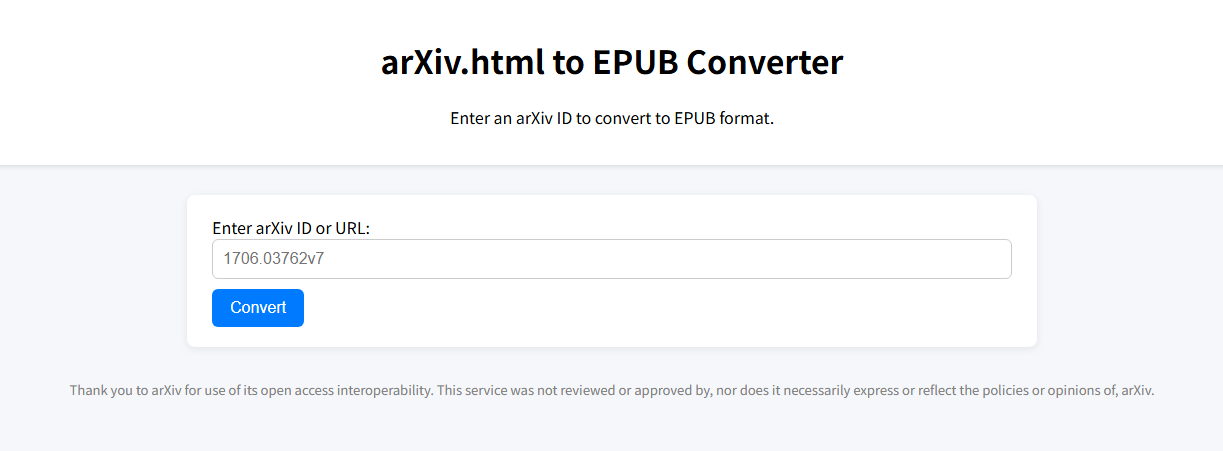 arXiv.html to EPUB Converter
Enter an arXiv ID to convert to EPUB format.
Enter arXiv ID or URL:
1706.03762v7
Convert
Thank you to arXiv for use of its open access interoperability. This service was not reviewed or approved by, nor does it necessarily express or reflect the policies or opinions of, arXiv.